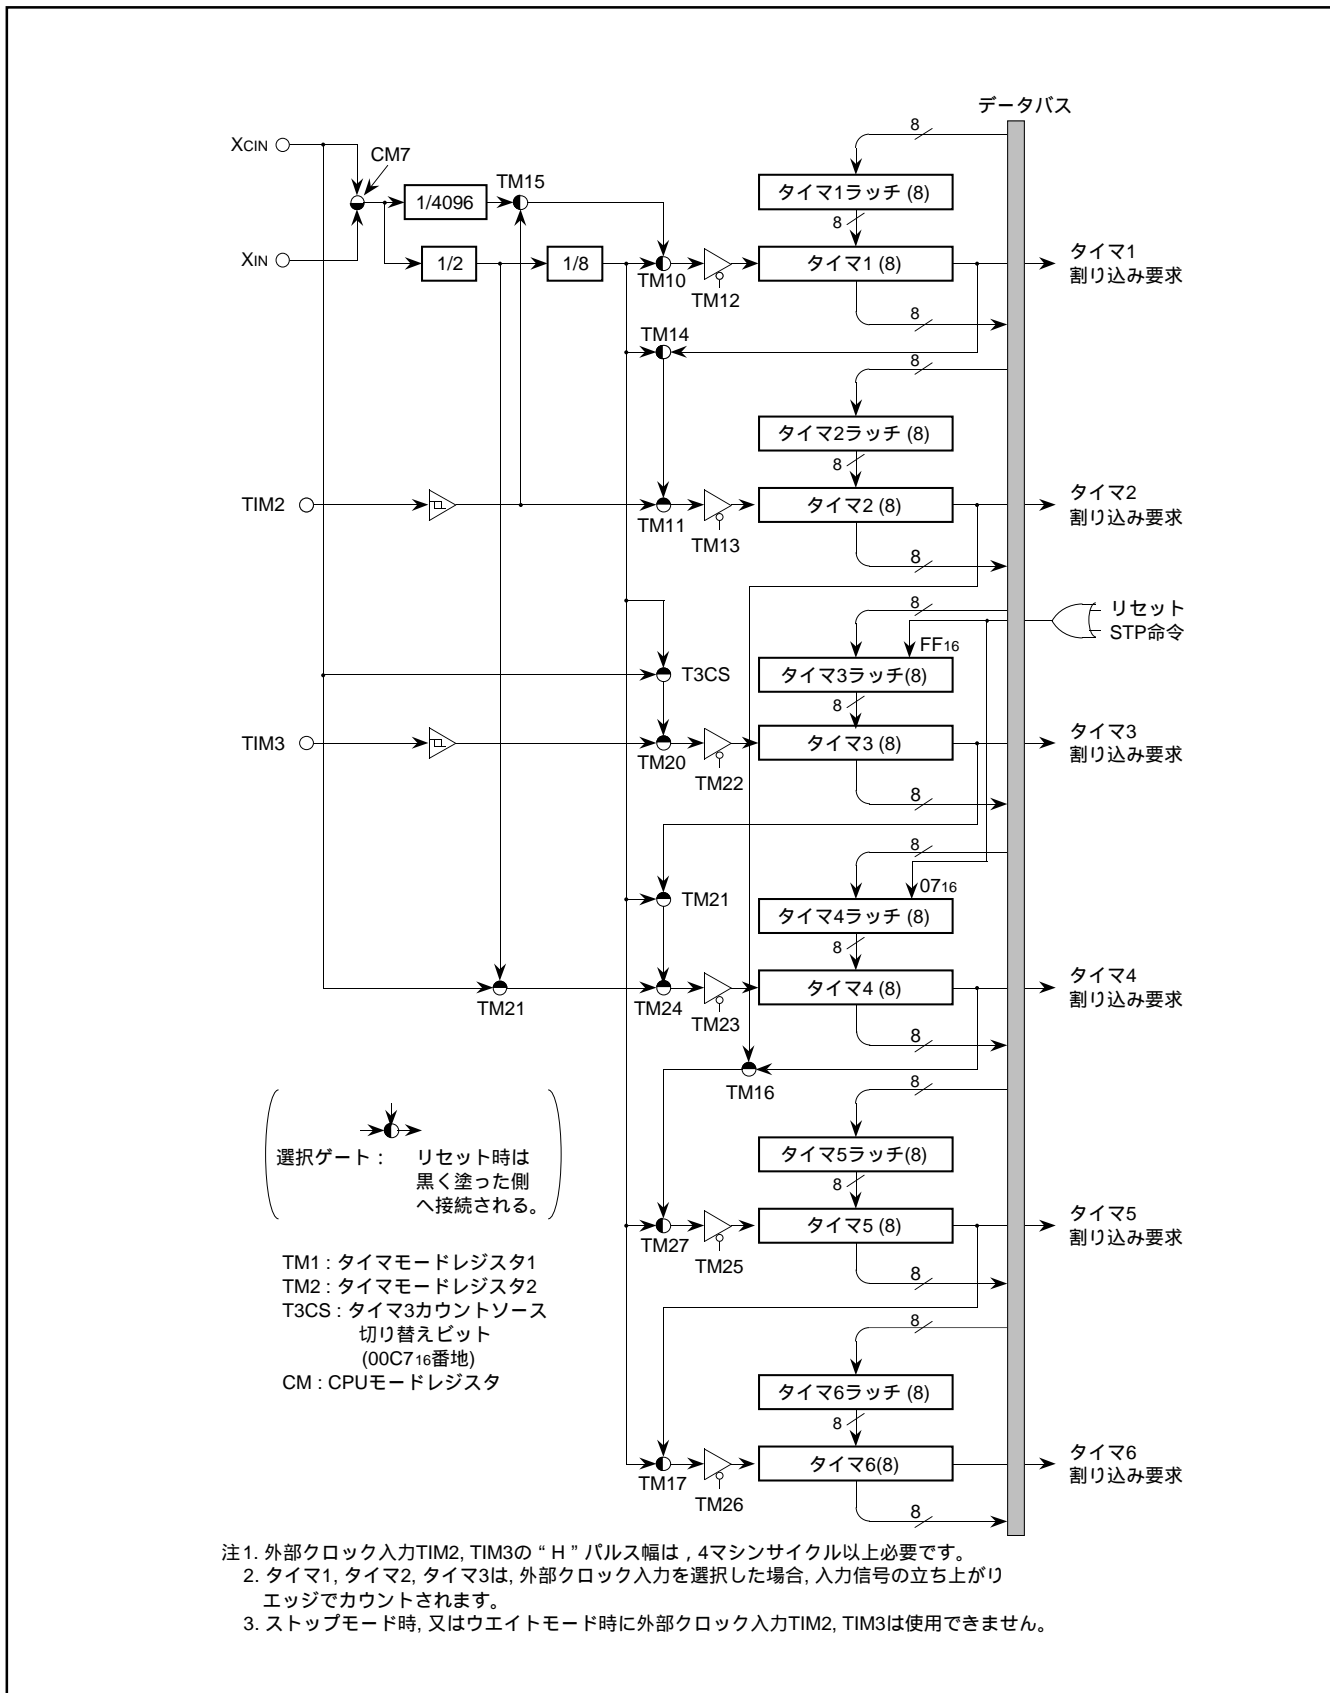 データバス
8
XCIN
CM7
TM15
タイマ1ラッチ (8)
1/4096
8
XIN
1/2
1/8
タイマ1 (8)
タイマ1
割り込み要求
TM10
TM12
8
TM14
8
タイマ2ラッチ (8)
8
TIM2
タイマ2 (8)
タイマ2
割り込み要求
TM11
TM13
8
8
リセット
STP命令
FF16
T3CS
タイマ3ラッチ(8)
8
TIM3
タイマ3 (8)
タイマ3
割り込み要求
TM20
TM22
8
8
0716
TM21
タイマ4ラッチ (8)
8
タイマ4 (8)
タイマ4
割り込み要求
TM21
TM24
TM23
8
TM16
8
選択ゲート : リセット時は
黒く塗った側
へ接続される。
タイマ5ラッチ(8)
8
タイマ5 (8)
タイマ5
割り込み要求
TM27
TM25
8
TM1 : タイマモードレジスタ1
TM2 : タイマモードレジスタ2
T3CS : タイマ3カウントソース
切り替えビット
(00C716番地)
CM : CPUモードレジスタ
8
タイマ6ラッチ (8)
8
タイマ6(8)
タイマ6
割り込み要求
TM17
TM26
8
注1. 外部クロック入力TIM2, TIM3の“H”パルス幅は , 4マシンサイクル以上必要です。
2. タイマ1, タイマ2, タイマ3は, 外部クロック入力を選択した場合, 入力信号の立ち上がり
エッジでカウントされます。
3. ストップモード時, 又はウエイトモード時に外部クロック入力TIM2, TIM3は使用できません。